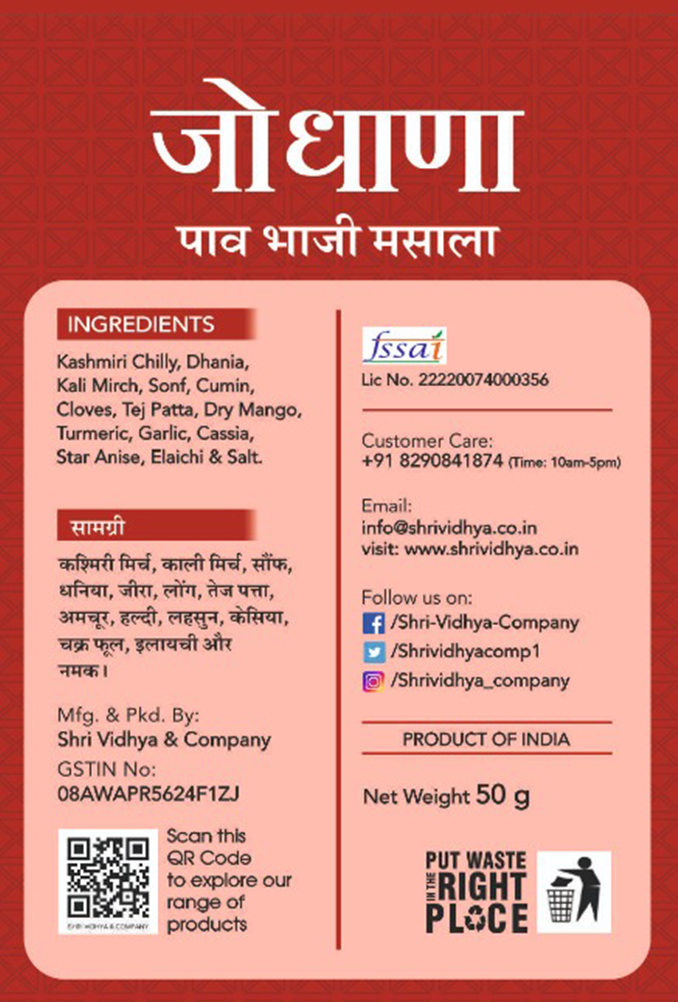 जोधाणा
पाव भाजी मसाला
INGREDIENTS
Kashmiri Chilly, Dhania,
Kali Mirch, Sonf, Cumin,
Cloves, Tej Patta, Dry Mango,
Turmeric, Garlic, Cassia,
Star Anise, Elaichi & Salt.
सामग्री
कश्मिरी मिर्च, काली मिर्च, सौंफ,
धनिया, जीरा, लोंग, तेज पत्ता,
अमचूर, हल्दी, लहसुन, केसिया,
चक्र फूल, इलायची और
नमक।
Mfg. & Pkd. By:
Shri Vidhya & Company
GSTIN No:
08AWAPR5624F1ZJ
SHRI VIDHYA & COMPANY
Scan this
QR Code
to explore our
range of
products
fssai
Lic No. 22220074000356
Customer Care:
+91 8290841874 (Time: 10am-5pm)
Email:
info@shrividhya.co.in
visit: www.shrividhya.co.in
Follow us on:
/Shri-Vidhya-Company
/Shrividhyacomp1
/Shrividhya_company
PRODUCT OF INDIA
Net Weight 50 g
PUT WASTE
IN THE RIGHT
PLACE